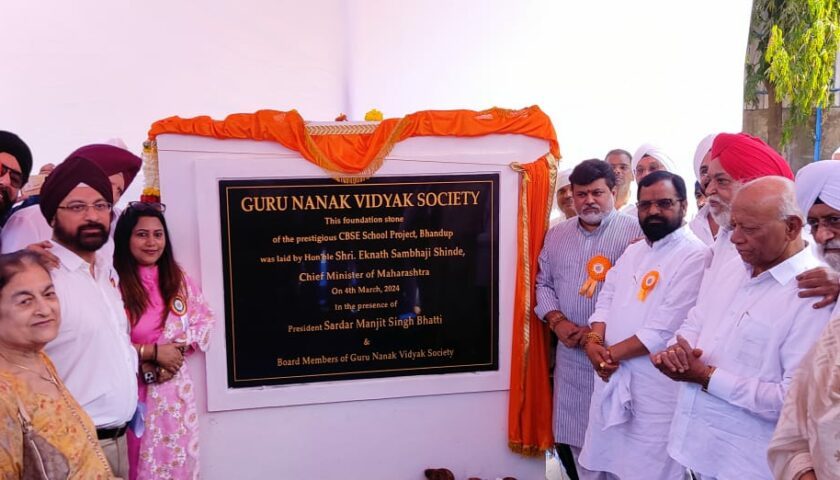 GURU NANAK VIDYAK SOCIETY
This foundation stone
of the prestigious CBSE School Project, Bhandup
was laid by Hon'ble Shri. Eknath Sambhaji Shinde,
Chief Minister of Maharashtra
On 4th March, 2024
In the presence of
President Sardar Manjit Singh Bhatti
&
Board Members of Guru Nanak Vidyak Society